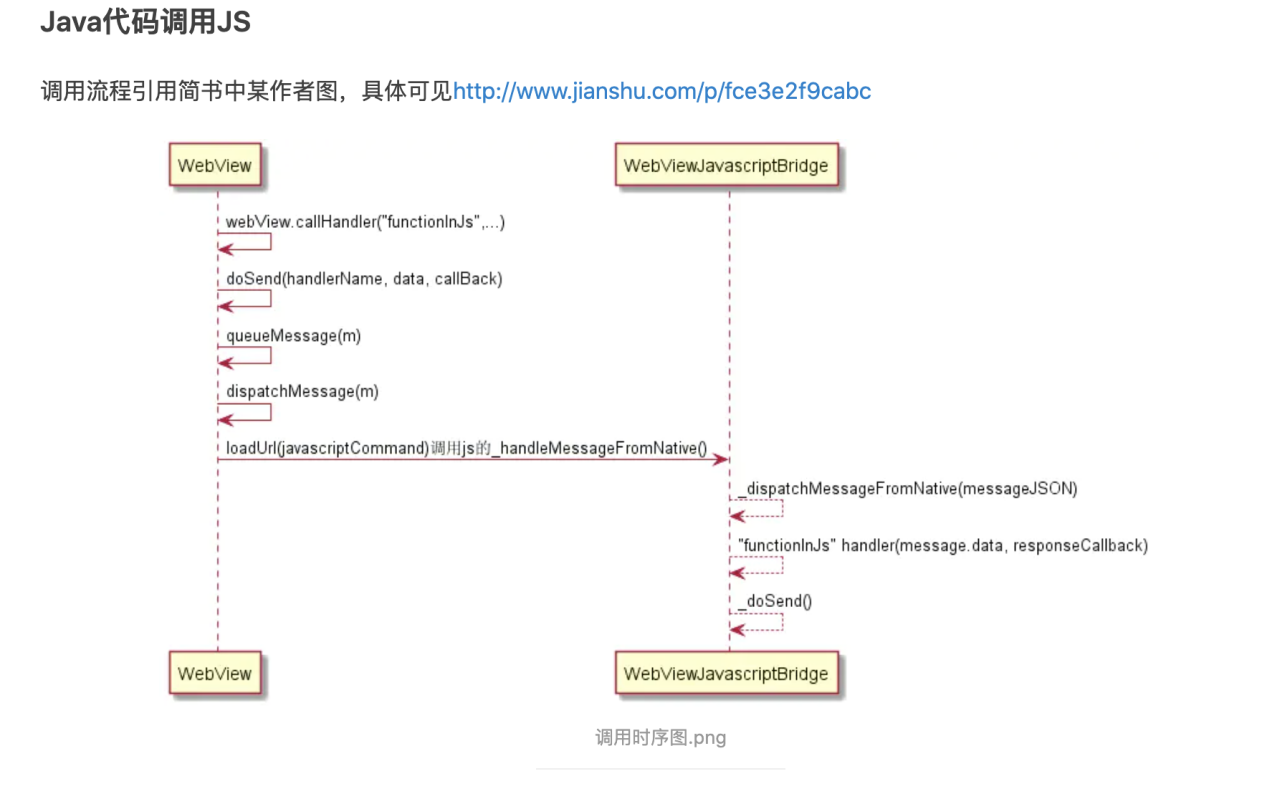 Java代码调用JS
调用流程引用简书中某作者图，具体可见http://www.jianshu.com/p/fce3e2f9cabc
WebView WebViewJavascriptBridge
webView.callHandler("functionInJs",...)
doSend(handlerName, data, callBack)
queueMessage(m)
dispatchMessage(m)
loadUrl(javascriptCommand)调用js的_handleMessageFromNative()
_dispatchMessageFromNative(messageJSON)
"functionInJs" handler(message.data, responseCallback)
_doSend()
WebView WebViewJavascriptBridge
调用时序图.png